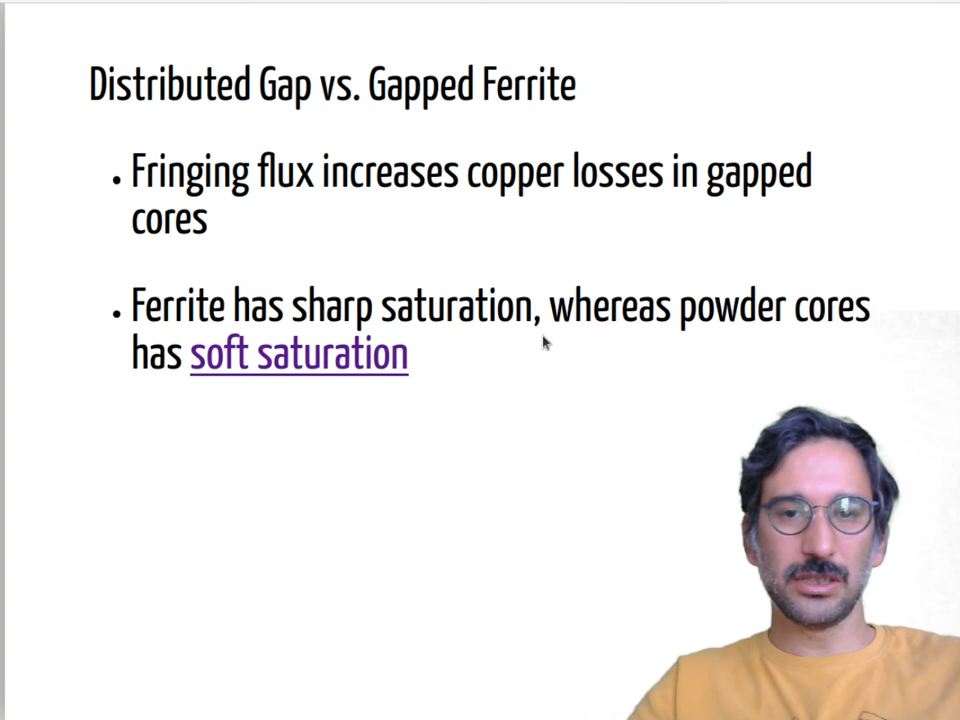 Distributed Gap vs. Gapped Ferrite
• Fringing flux increases copper losses in gapped
cores
• Ferrite has sharp saturation, whereas powder cores
has soft saturation